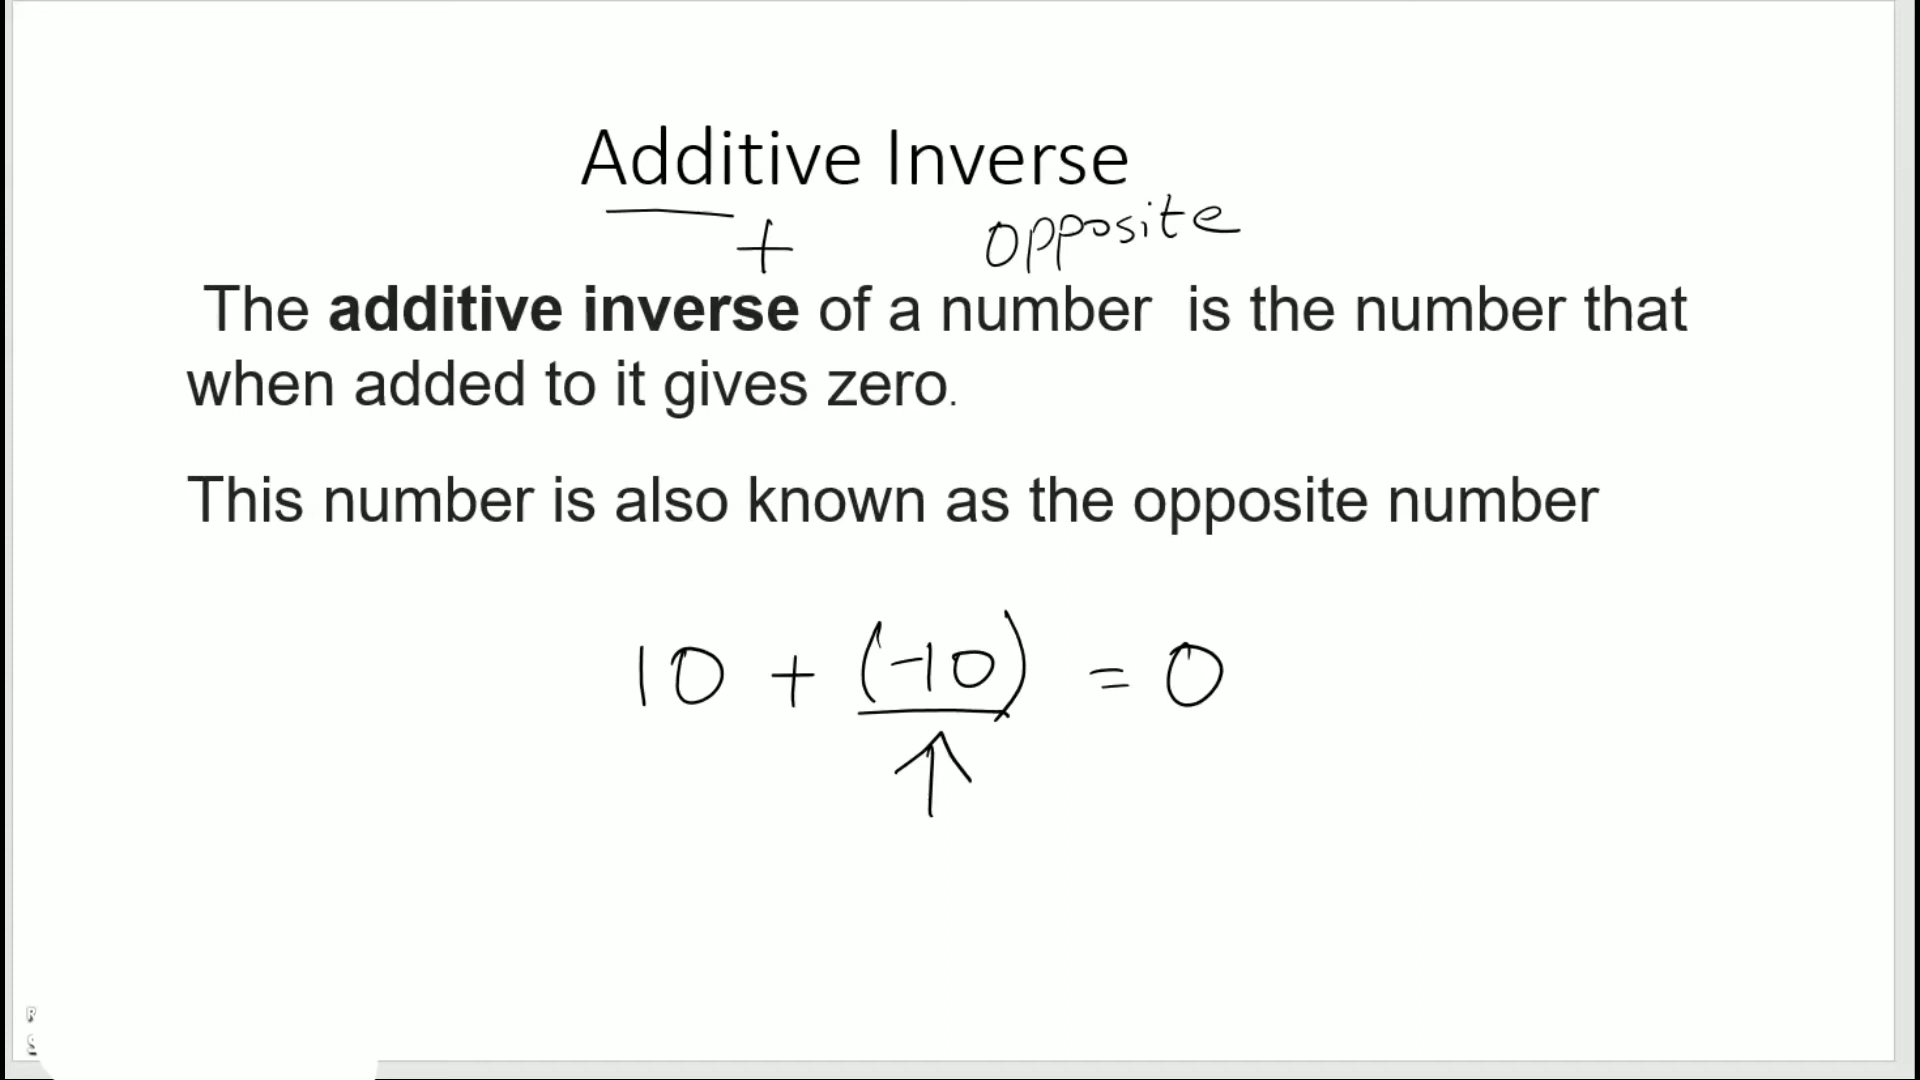 Additive Inverse
+ opposite
The additive inverse of a number is the number that
when added to it gives zero.
This number is also known as the opposite number
10 + (-10) = 0